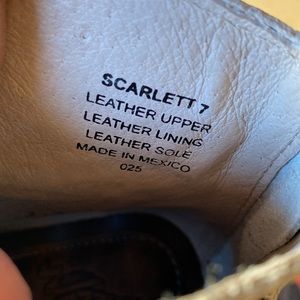 SCARLETT 7
LEATHER UPPER
LEATHER LINING
LEATHER SOLE
MADE IN MEXICO
025